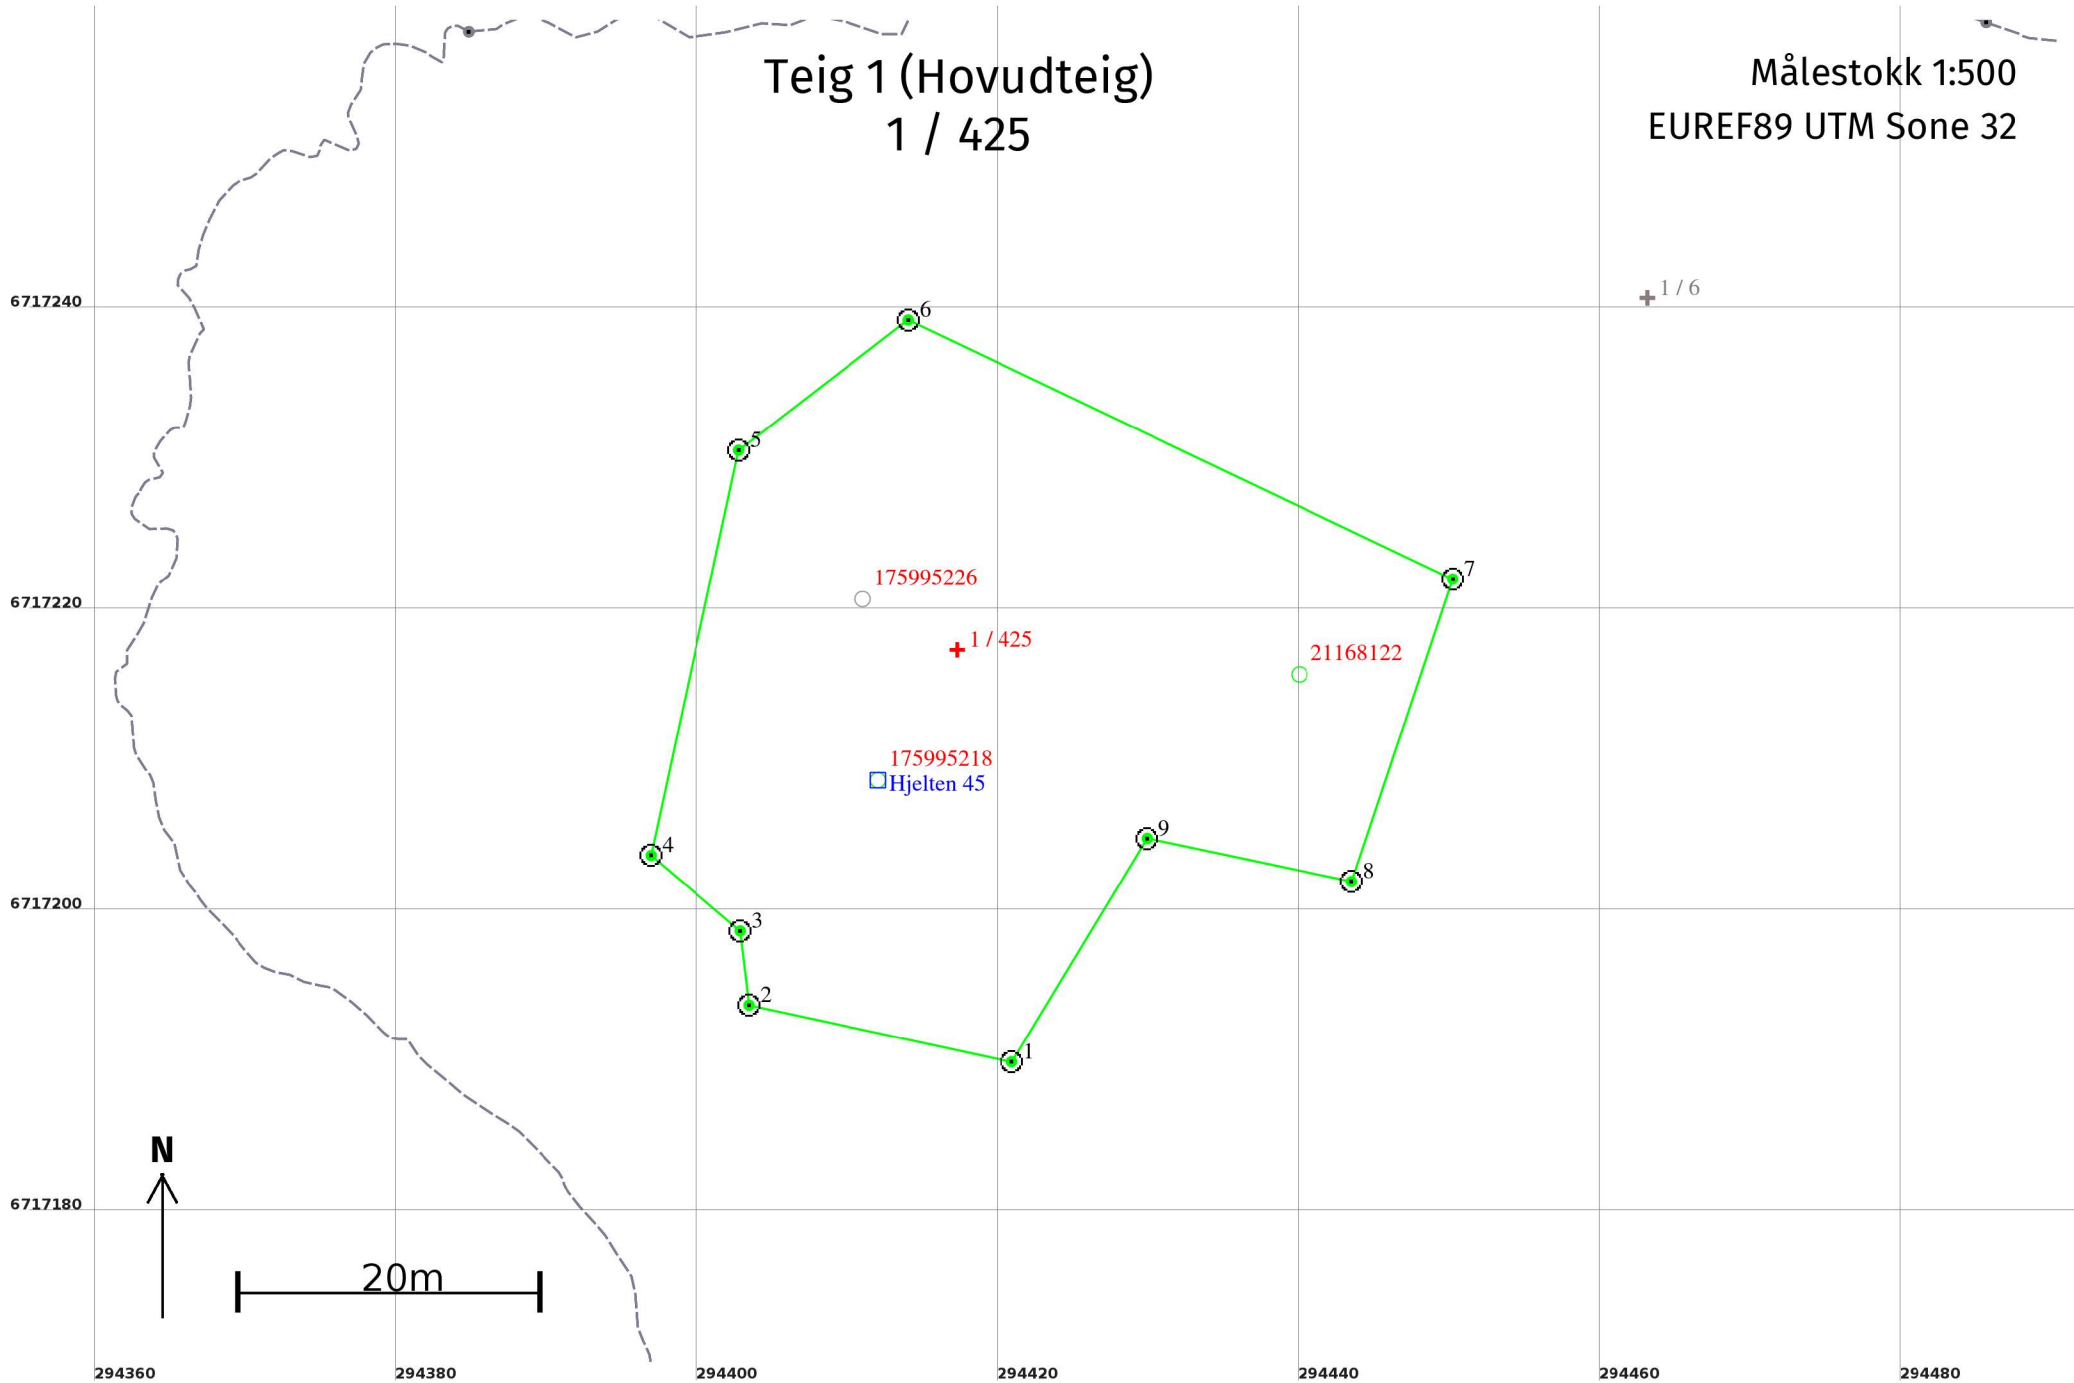 Teig 1 (Hovudteig)
1 / 425
Målestokk 1:500
EUREF89 UTM Sone 32
1 / 6
6717240
6
5
7
175995226
6717220
1 / 425
21168122
175995218
Hjelten 45
9
4
8
6717200
3
2
1
N
6717180
20m
294360
294380
294400
294420
294440
294460
294480